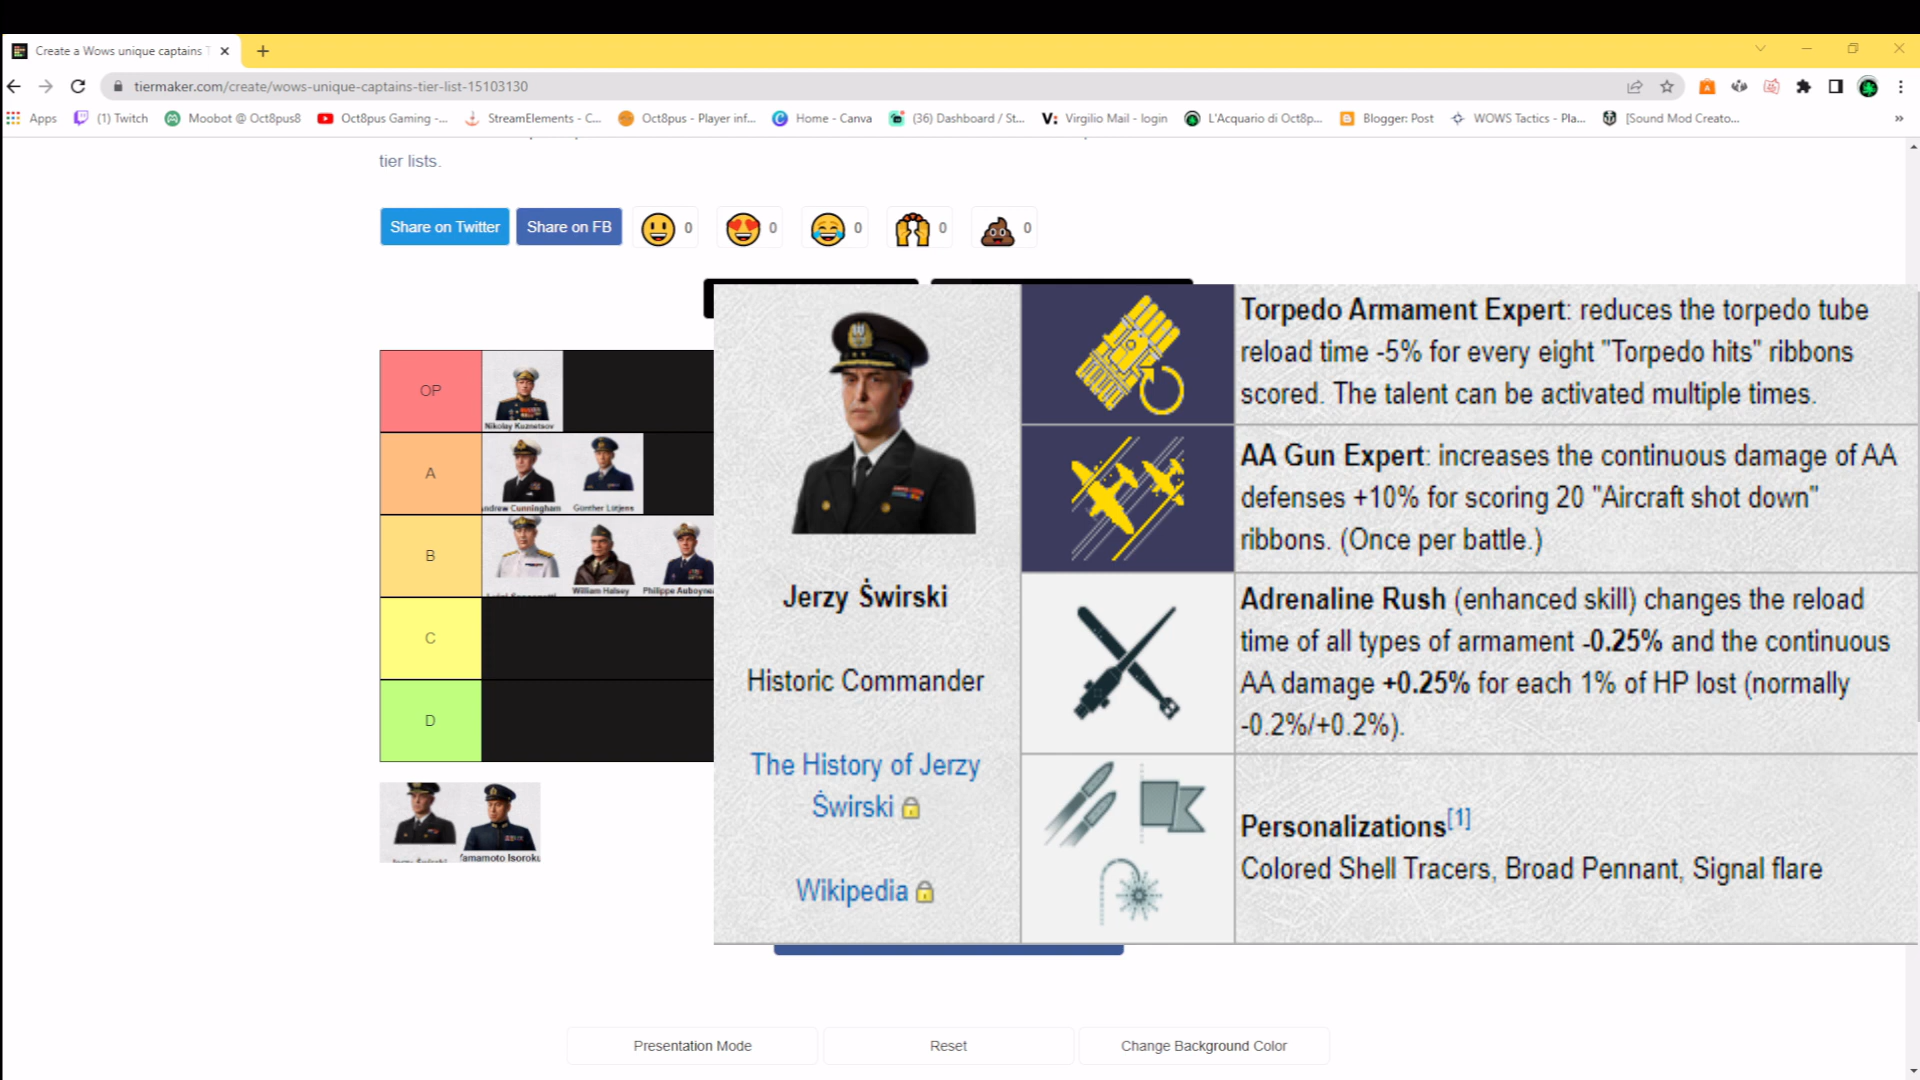 Create a Wows unique captains T
tiermaker.com/create/wows-unique-captains-tier-list-15103130
Apps
(1) Twitch
Moobot @ Oct8pus8
Oct8pus Gaming -...
StreamElements - C...
Oct8pus - Player inf...
Home - Canva
(36) Dashboard / St...
Virgilio Mail - login
L'Acquario di Oct8p...
Blogger: Post
WOWS Tactics - Pla...
[Sound Mod Creato...
»
tier lists.
Share on Twitter
Share on FB
0
0
0
0
0
OP
Nikolay Kuznetsov
A
Andrew Cunningham
Günther Lütjens
B
William Halsey
Philippe Auboyne
C
D
Yamamoto Isoroku
Jerzy Świrski
Historic Commander
The History of Jerzy
Świrski
Wikipedia
Torpedo Armament Expert: reduces the torpedo tube
reload time -5% for every eight "Torpedo hits" ribbons
scored. The talent can be activated multiple times.
AA Gun Expert: increases the continuous damage of AA
defenses +10% for scoring 20 "Aircraft shot down"
ribbons. (Once per battle.)
Adrenaline Rush (enhanced skill) changes the reload
time of all types of armament -0.25% and the continuous
AA damage +0.25% for each 1% of HP lost (normally
-0.2%/+0.2%).
Personalizations[1]
Colored Shell Tracers, Broad Pennant, Signal flare
Presentation Mode
Reset
Change Background Color